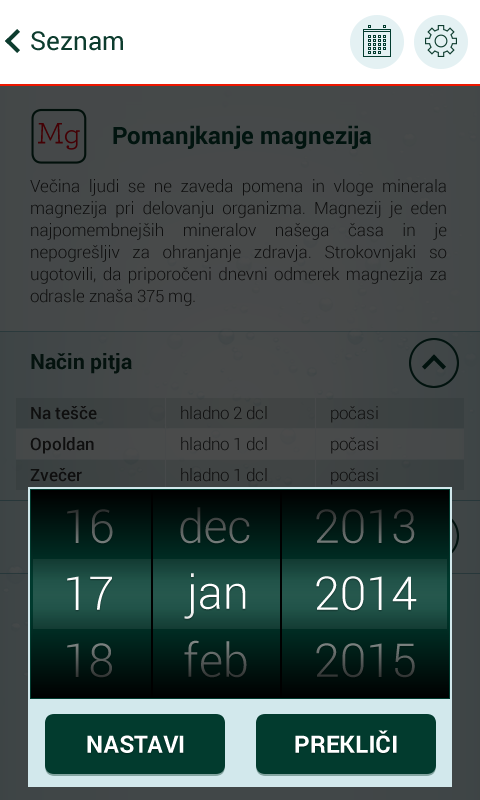 Seznam
Mg
Pomanjkanje magnezija
Večina ljudi se ne zaveda pomena in vloge minerala
magnezija pri delovanju organizma. Magnezij je eden
najpomembnejših mineralov našega časa in je
nepogrešljiv za ohranjanje zdravja. Strokovnjaki so
ugotovili, da priporočeni dnevni odmerek magnezija za
odrasle znaša 375 mg.
Način pitja
Na tešče hladno 2 dcl počasi
Opoldan hladno 1 dcl počasi
Zvečer hladno 1 dcl počasi
16 dec 2013
17 jan 2014
18 feb 2015
NASTAVI PREKLIČI